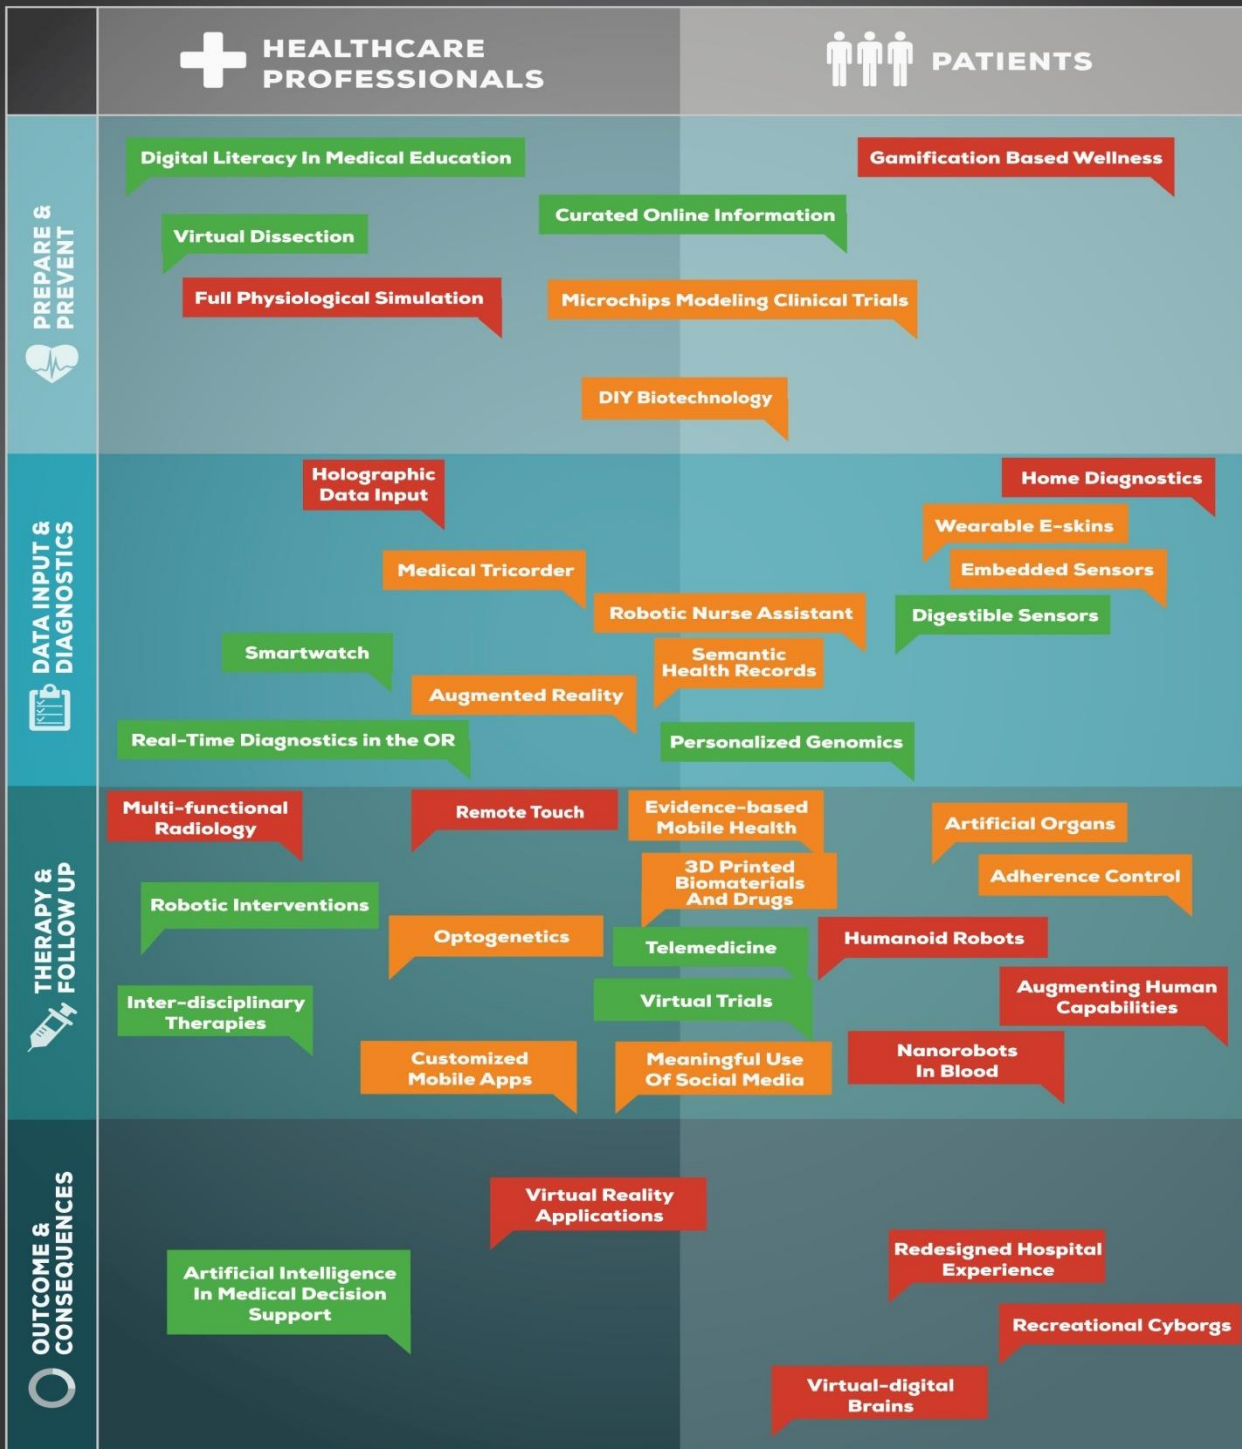 HEALTHCARE
PROFESSIONALS
PATIENTS
PREPARE &
PREVENT
Digital Literacy In Medical Education
Gamification Based Wellness
Curated Online Information
Virtual Dissection
Full Physiological Simulation
Microchips Modeling Clinical Trials
DIY Biotechnology
DATA INPUT &
DIAGNOSTICS
Holographic
Data Input
Home Diagnostics
Wearable E-skins
Medical Tricorder
Embedded Sensors
Robotic Nurse Assistant
Digestible Sensors
Smartwatch
Semantic
Health Records
Augmented Reality
Real-Time Diagnostics in the OR
Personalized Genomics
THERAPY &
FOLLOW UP
Multi-functional
Radiology
Remote Touch
Evidence-based
Mobile Health
Artificial Organs
3D Printed
Biomaterials
And Drugs
Adherence Control
Robotic Interventions
Optogenetics
Telemedicine
Humanoid Robots
Inter-disciplinary
Therapies
Virtual Trials
Augmenting Human
Capabilities
Customized
Mobile Apps
Meaningful Use
Of Social Media
Nanorobots
In Blood
OUTCOME &
CONSEQUENCES
Virtual Reality
Applications
Redesigned Hospital
Experience
Artificial Intelligence
In Medical Decision
Support
Recreational Cyborgs
Virtual-digital
Brains